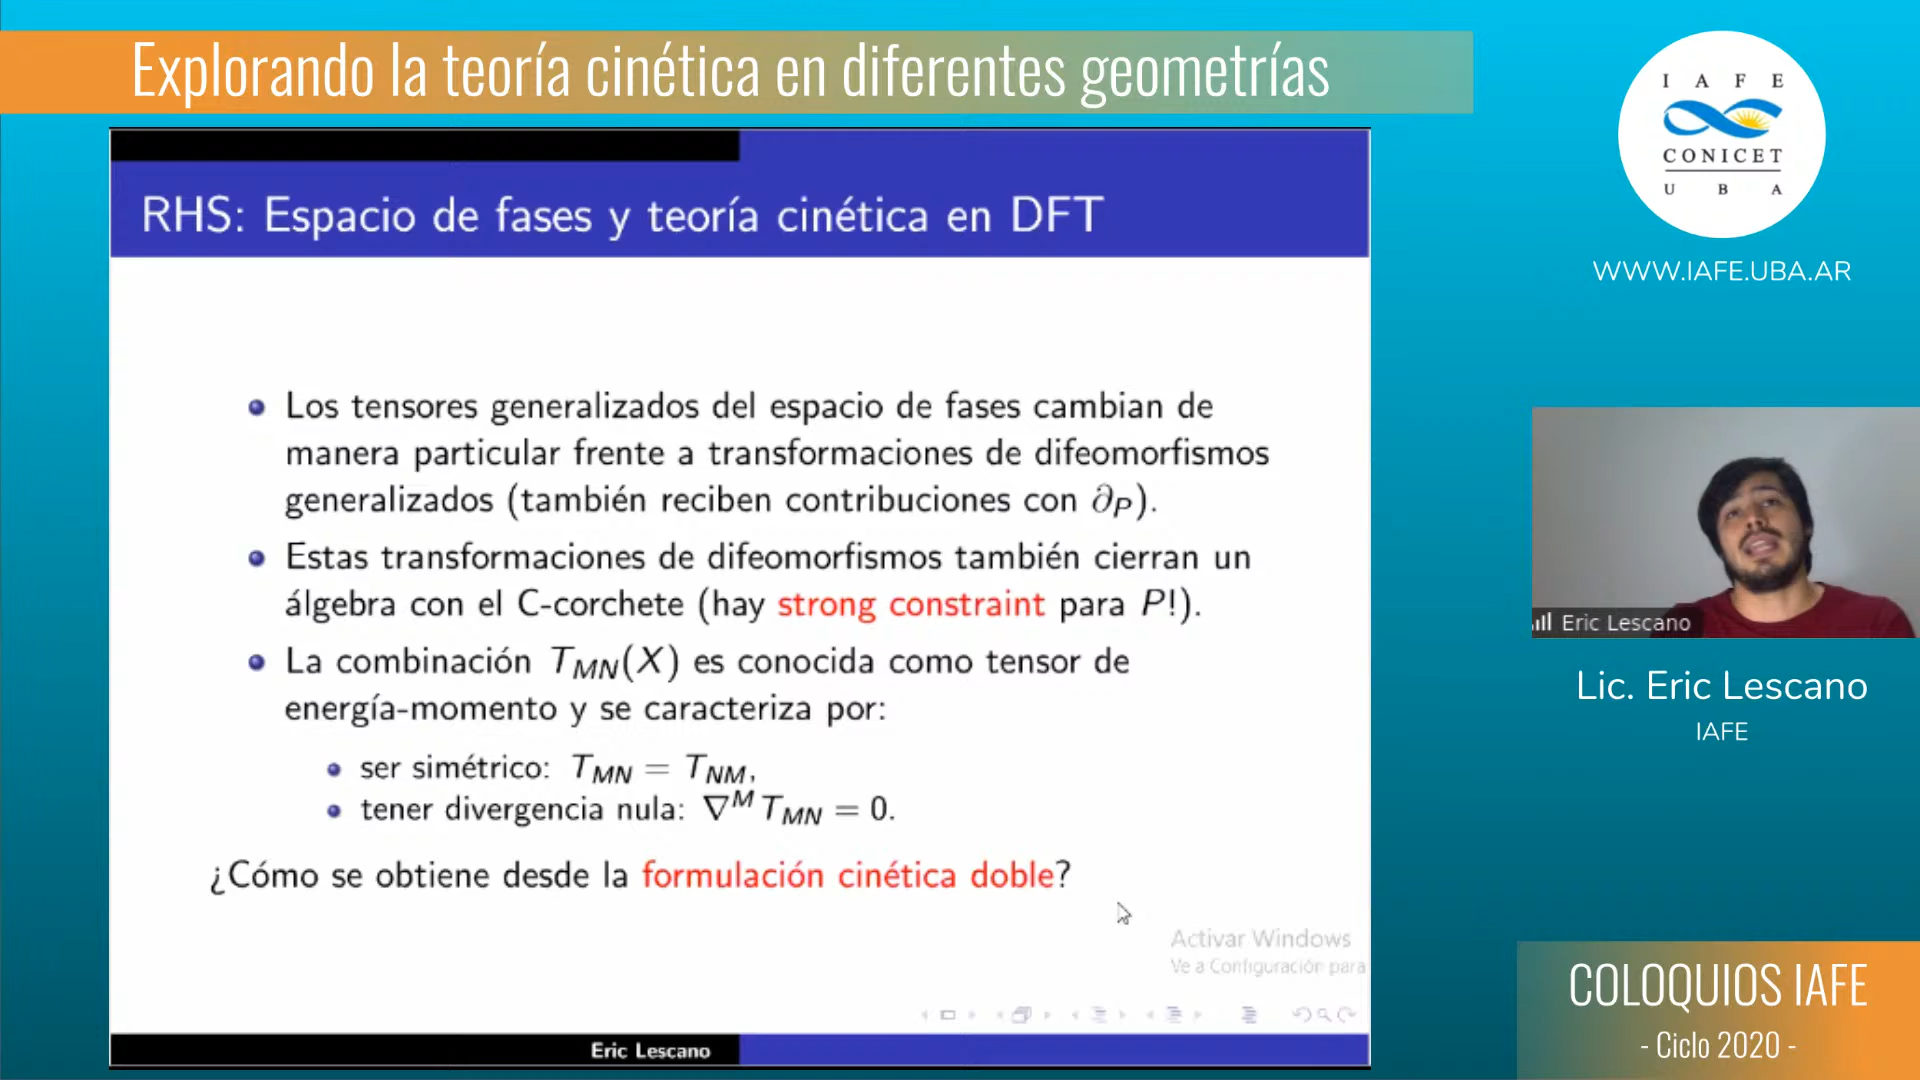 Explorando la teoría cinética en diferentes geometrías
I A F E
CONICET
U B A
WWW.IAFE.UBA.AR
RHS: Espacio de fases y teoría cinética en DFT
Los tensores generalizados del espacio de fases cambian de
manera particular frente a transformaciones de difeomorfismos
generalizados (también reciben contribuciones con ∂_P).
Estas transformaciones de difeomorfismos también cierran un
álgebra con el C-corchete (hay strong constraint para P!).
La combinación T_MN(X) es conocida como tensor de
energía-momento y se caracteriza por:
ser simétrico: T_MN = T_NM,
tener divergencia nula: ∇^M T_MN = 0.
¿Cómo se obtiene desde la formulación cinética doble?
Activar Windows
Ve a Configuración para
Eric Lescano
Eric Lescano
Lic. Eric Lescano
IAFE
COLOQUIOS IAFE
- Ciclo 2020 -